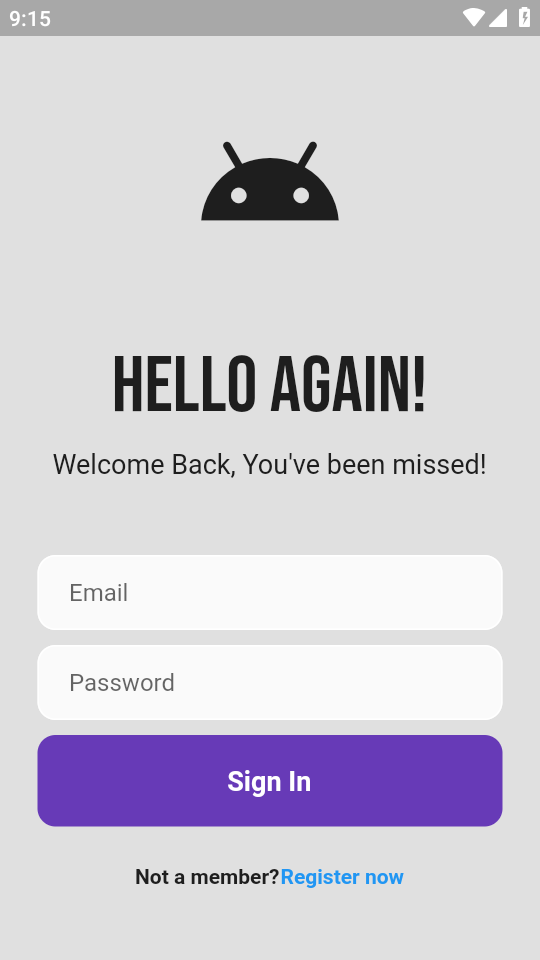 9:15
HELLO AGAIN!
Welcome Back, You've been missed!
Email
Password
Sign In
Not a member?Register now